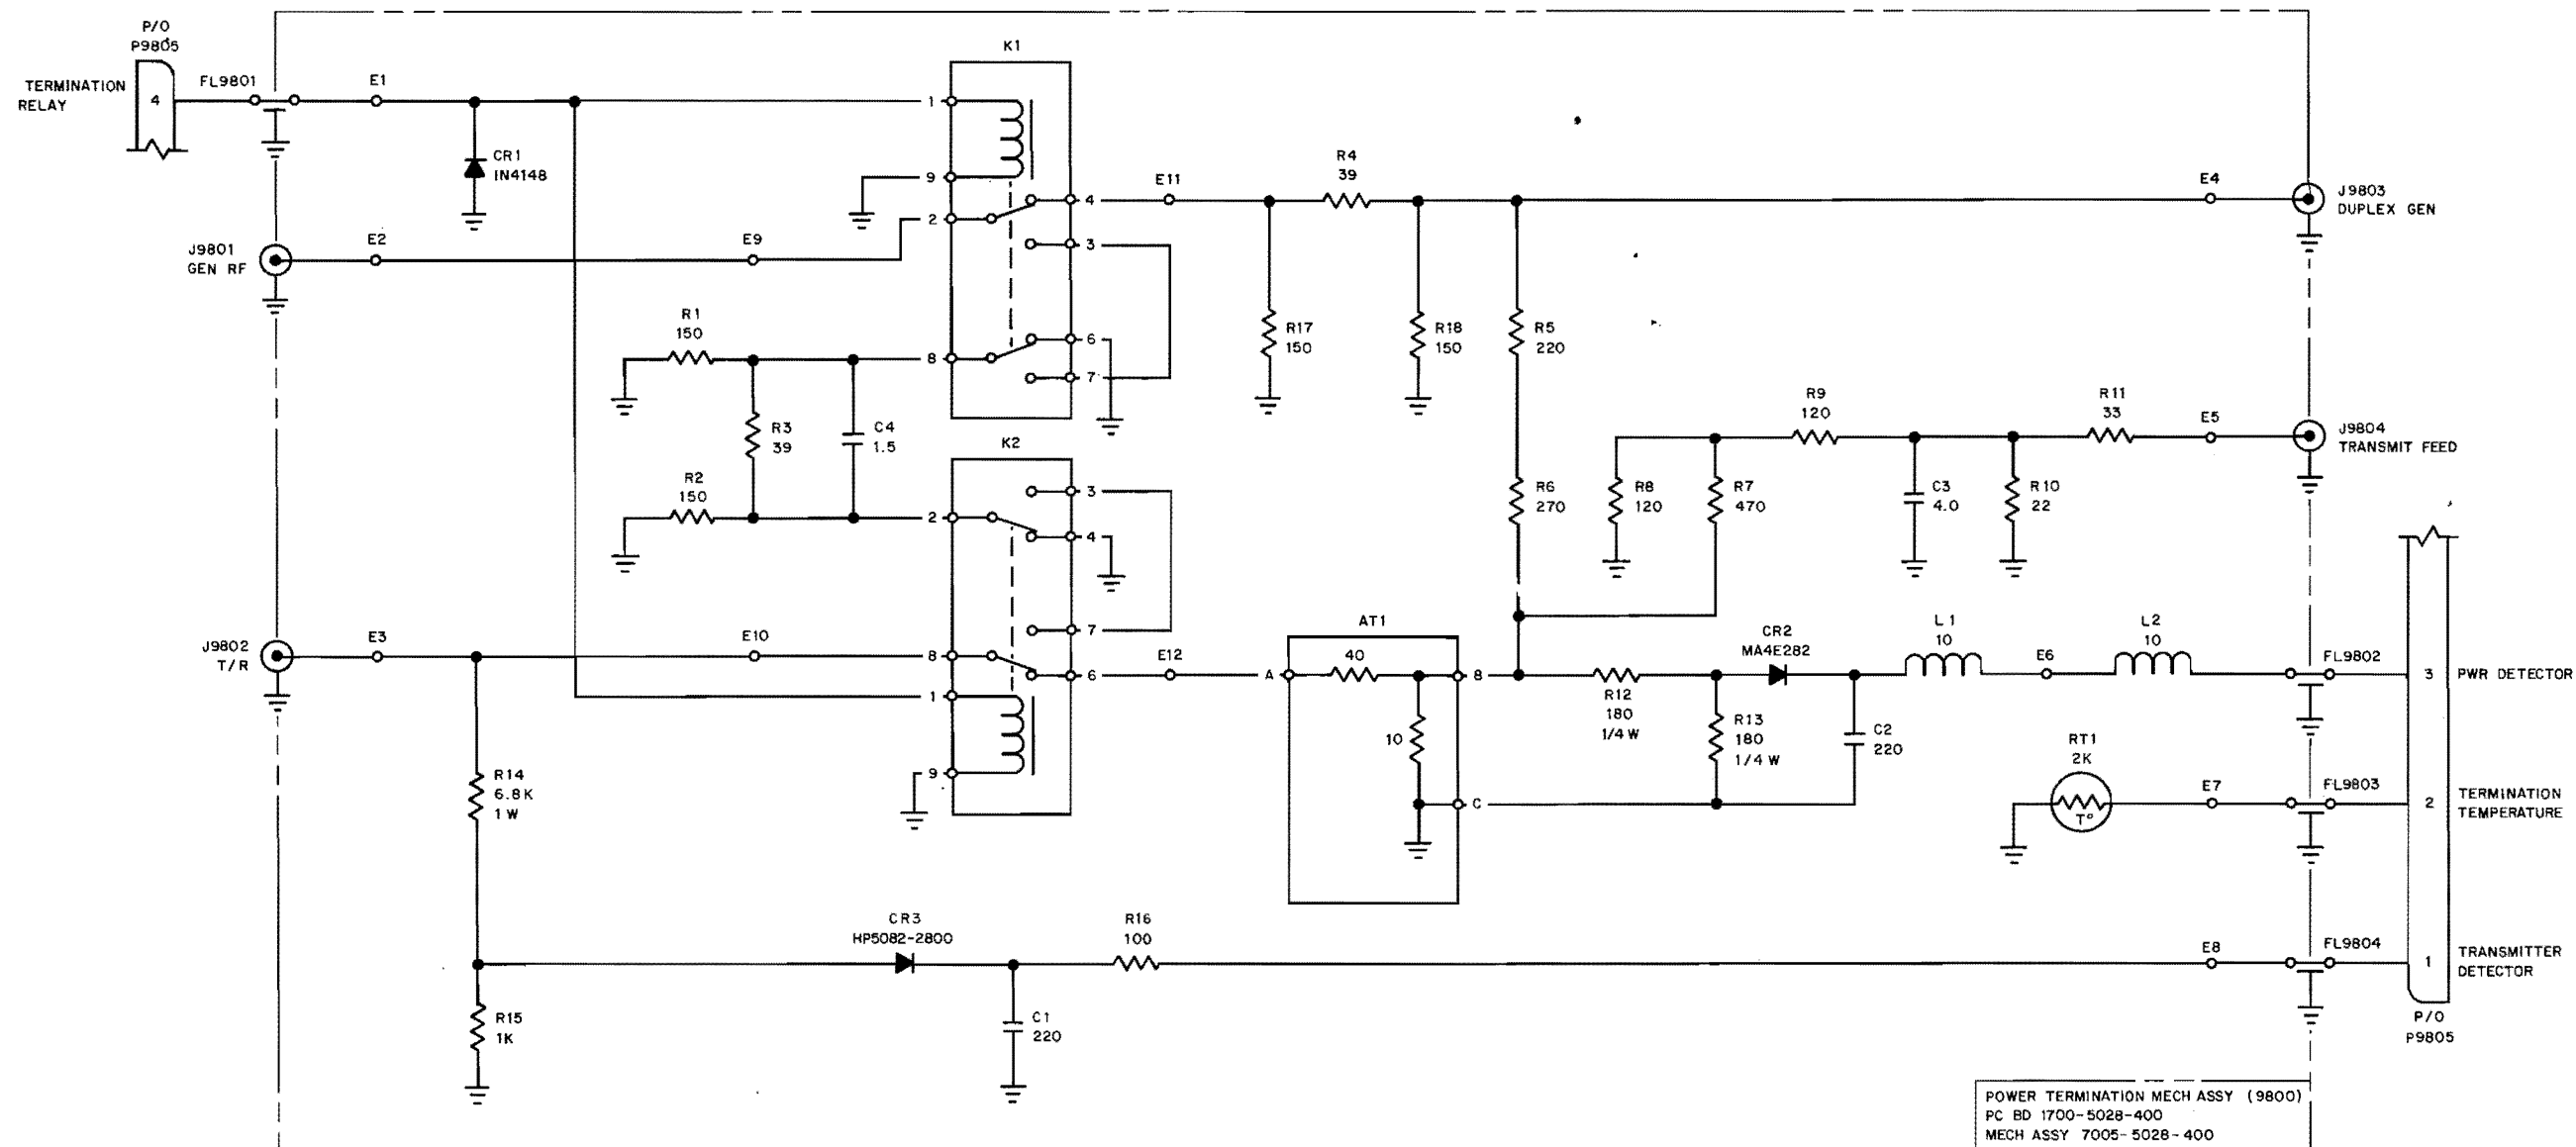 P/O
P9805
TERMINATION
RELAY
4
FL9801
E1
CR1
IN4148
K1
1
9
2
8
4
3
6
7
J9801
GEN RF
E2
E9
E11
R4
39
E4
J9803
DUPLEX GEN
R1
150
R3
39
C4
1.5
R2
150
R17
150
R18
150
R5
220
R9
120
R11
33
E5
J9804
TRANSMIT FEED
K2
3
2
4
7
8
6
1
9
R6
270
R8
120
R7
470
C3
4.0
R10
22
J9802
T/R
E3
E10
E12
AT1
A
40
B
10
C
R12
180
1/4 W
CR2
MA4E282
R13
180
1/4 W
C2
220
L1
10
E6
L2
10
FL9802
3
PWR DETECTOR
RT1
2K
T°
E7
FL9803
2
TERMINATION
TEMPERATURE
R14
6.8K
1 W
CR3
HP5082-2800
R16
100
E8
FL9804
1
TRANSMITTER
DETECTOR
R15
1K
C1
220
P/O
P9805
POWER TERMINATION MECH ASSY (9800)
PC BD 1700-5028-400
MECH ASSY 7005-5028-400